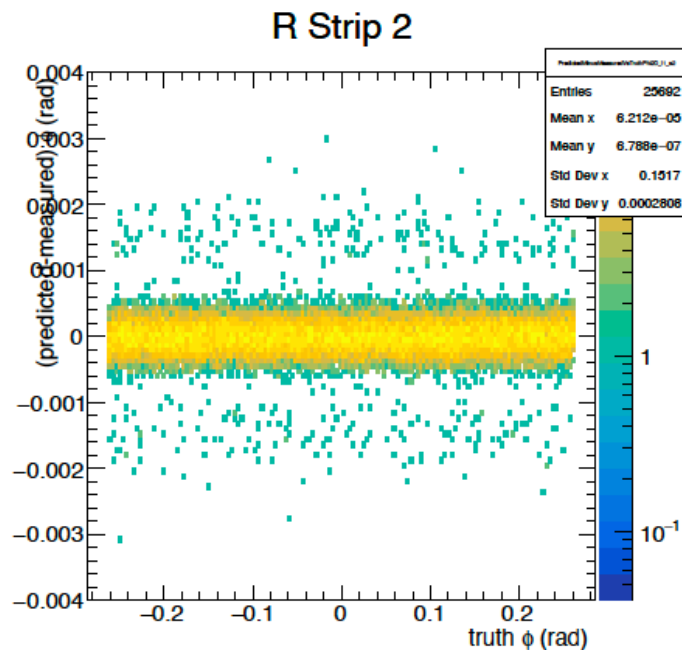 R Strip 2
Entries 25692
Mean x 6.212e−05
Mean y 6.788e−07
Std Dev x 0.1517
Std Dev y 0.0002808
(predicted-measured) ϕ (rad)
0.004
0.003
0.002
0.001
0
−0.001
−0.002
−0.003
−0.004
1
10⁻¹
−0.2 −0.1 0 0.1 0.2
truth ϕ (rad)